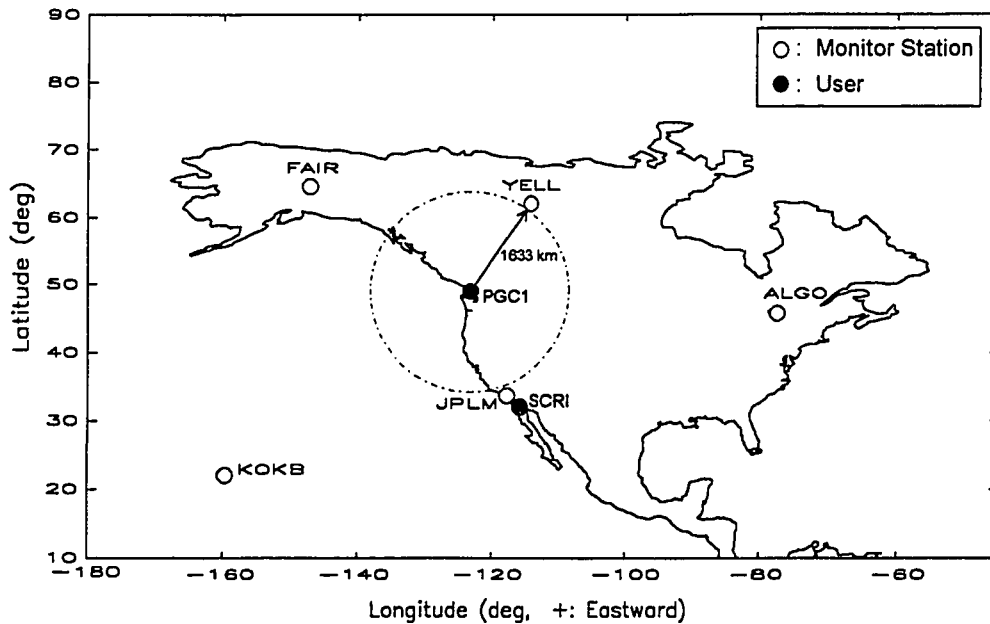 90
80
70
60
50
40
30
20
10
Latitude (deg)
○: Monitor Station
●: User
FAIR
YELL
1633 km
PGC1
ALGO
JPLM
SCRI
KOKB
-180
-160
-140
-120
-100
-80
-60
Longitude (deg, +: Eastward)